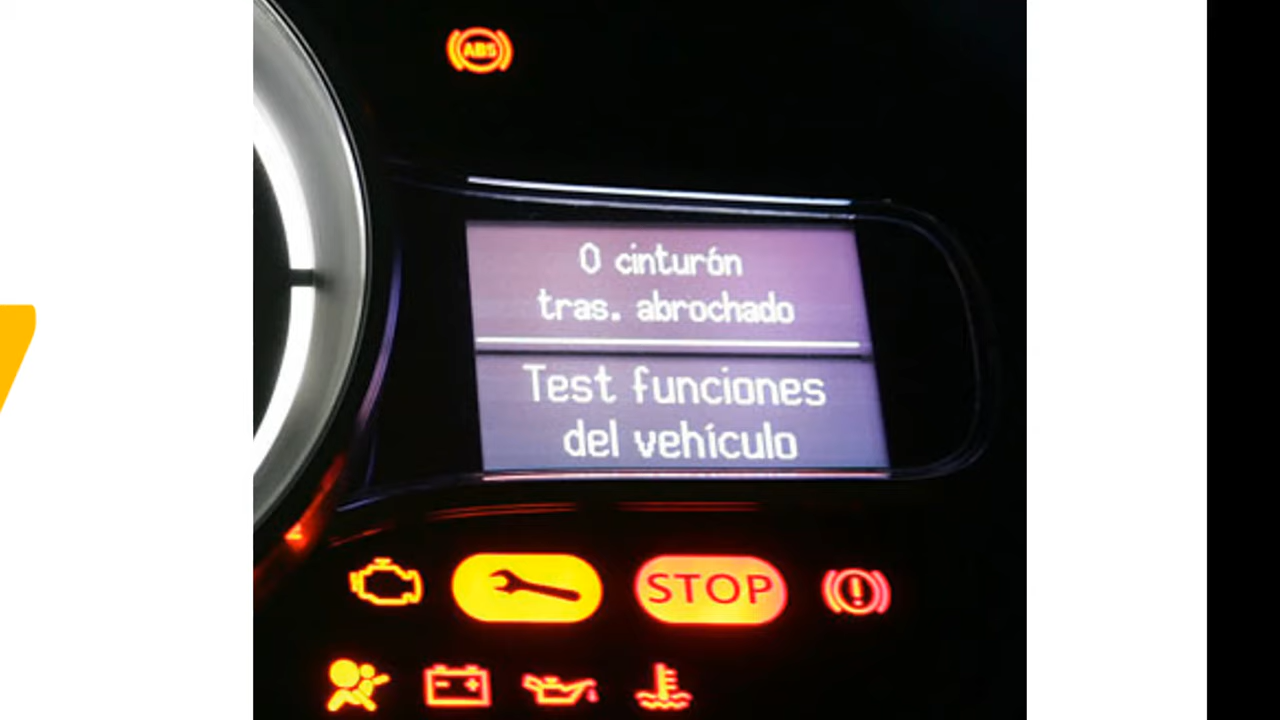 ABS
0 cinturón
tras. abrochado
Test funciones
del vehículo
STOP